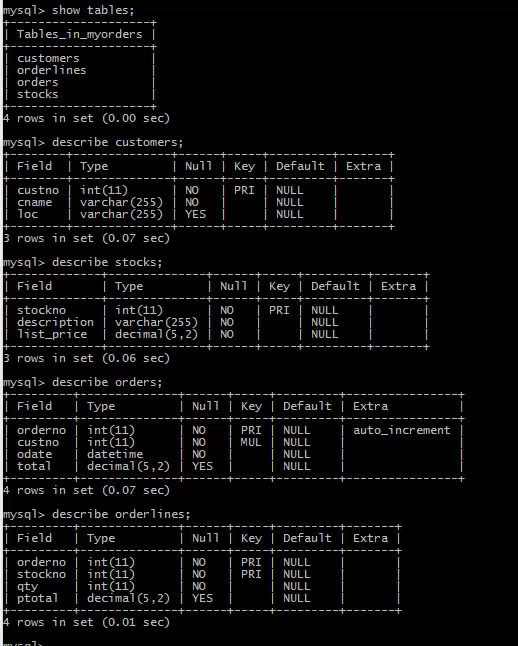 mysql> show tables;
+--------------------+
| Tables_in_myorders |
+--------------------+
| customers          |
| orderlines         |
| orders             |
| stocks             |
+--------------------+
4 rows in set (0.00 sec)
mysql> describe customers;
+--------+--------------+------+-----+---------+-------+
| Field  | Type         | Null | Key | Default | Extra |
+--------+--------------+------+-----+---------+-------+
| custno | int(11)      | NO   | PRI | NULL    |       |
| cname  | varchar(255) | NO   |     | NULL    |       |
| loc    | varchar(255) | YES  |     | NULL    |       |
+--------+--------------+------+-----+---------+-------+
3 rows in set (0.07 sec)
mysql> describe stocks;
+-------------+--------------+------+-----+---------+-------+
| Field       | Type         | Null | Key | Default | Extra |
+-------------+--------------+------+-----+---------+-------+
| stockno     | int(11)      | NO   | PRI | NULL    |       |
| description | varchar(255) | NO   |     | NULL    |       |
| list_price  | decimal(5,2) | NO   |     | NULL    |       |
+-------------+--------------+------+-----+---------+-------+
3 rows in set (0.06 sec)
mysql> describe orders;
+---------+--------------+------+-----+---------+----------------+
| Field   | Type         | Null | Key | Default | Extra          |
+---------+--------------+------+-----+---------+----------------+
| orderno | int(11)      | NO   | PRI | NULL    | auto_increment |
| custno  | int(11)      | NO   | MUL | NULL    |                |
| odate   | datetime     | NO   |     | NULL    |                |
| total   | decimal(5,2) | YES  |     | NULL    |                |
+---------+--------------+------+-----+---------+----------------+
4 rows in set (0.07 sec)
mysql> describe orderlines;
+---------+--------------+------+-----+---------+-------+
| Field   | Type         | Null | Key | Default | Extra |
+---------+--------------+------+-----+---------+-------+
| orderno | int(11)      | NO   | PRI | NULL    |       |
| stockno | int(11)      | NO   | PRI | NULL    |       |
| qty     | int(11)      | NO   |     | NULL    |       |
| ptotal  | decimal(5,2) | YES  |     | NULL    |       |
+---------+--------------+------+-----+---------+-------+
4 rows in set (0.01 sec)
mysql>